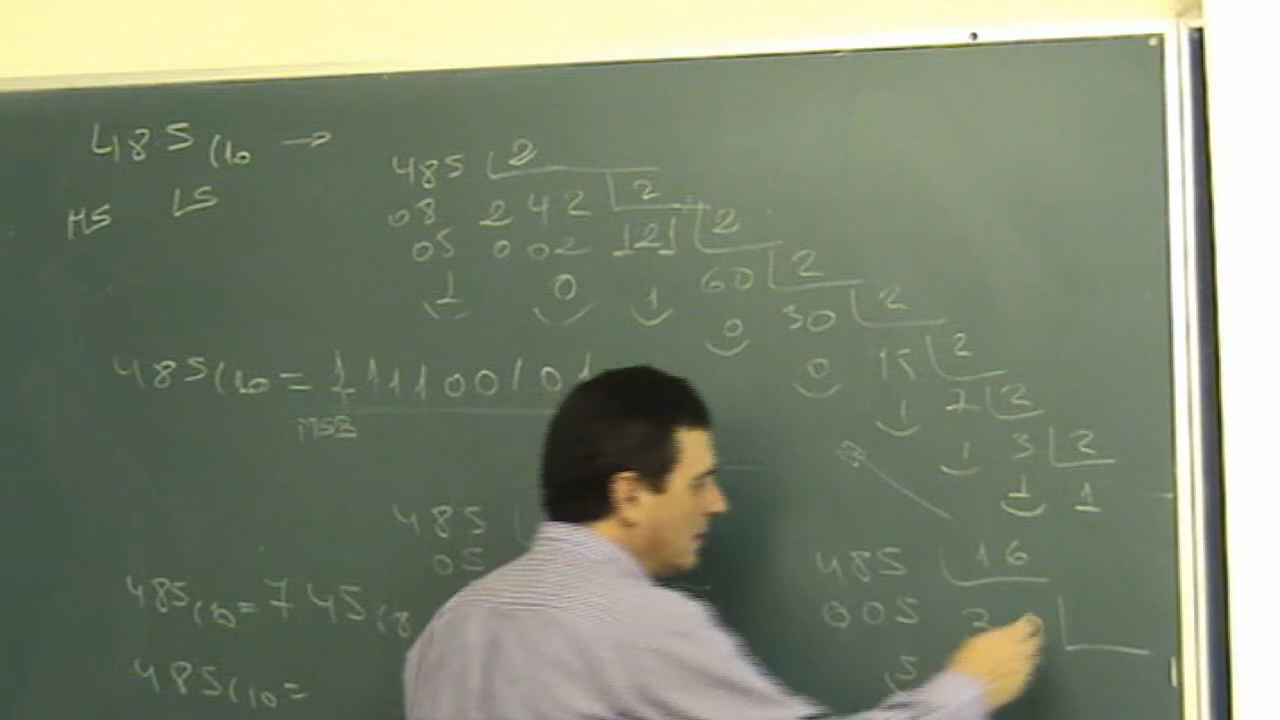 485(10 →
MS LS
485 2
08 242 2
05 002 121 2
1 0 1 60 2
0 30 2
0 15 2
1 7 2
1 3 2
1 1
485(10 = 111100101
MSB
485
05
485(10 = 745(8
485(10 =
485 16
005 3
5